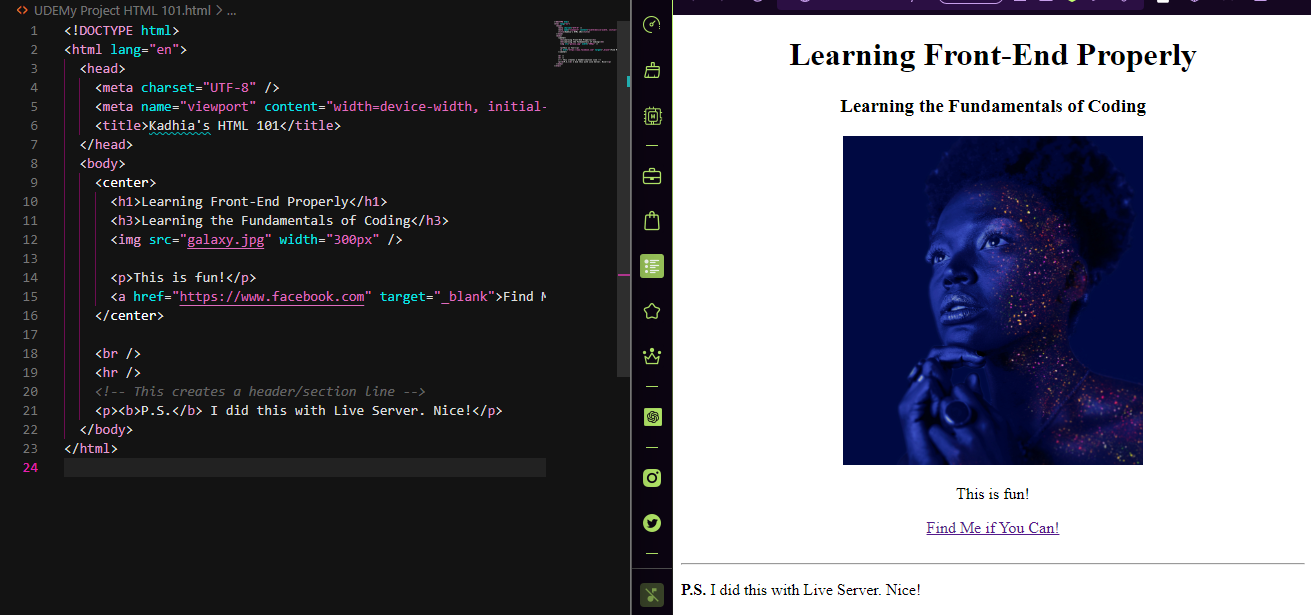 UDEMy Project HTML 101.html > ...
1 <!DOCTYPE html>
2 <html lang="en">
3 <head>
4 <meta charset="UTF-8" />
5 <meta name="viewport" content="width=device-width, initial-
6 <title>Kadhia's HTML 101</title>
7 </head>
8 <body>
9 <center>
10 <h1>Learning Front-End Properly</h1>
11 <h3>Learning the Fundamentals of Coding</h3>
12 <img src="galaxy.jpg" width="300px" />
13
14 <p>This is fun!</p>
15 <a href="https://www.facebook.com" target="_blank">Find
16 </center>
17
18 <br />
19 <hr />
20 <!-- This creates a header/section line -->
21 <p><b>P.S.</b> I did this with Live Server. Nice!</p>
22 </body>
23 </html>
24
Learning Front-End Properly
Learning the Fundamentals of Coding
This is fun!
Find Me if You Can!
P.S. I did this with Live Server. Nice!